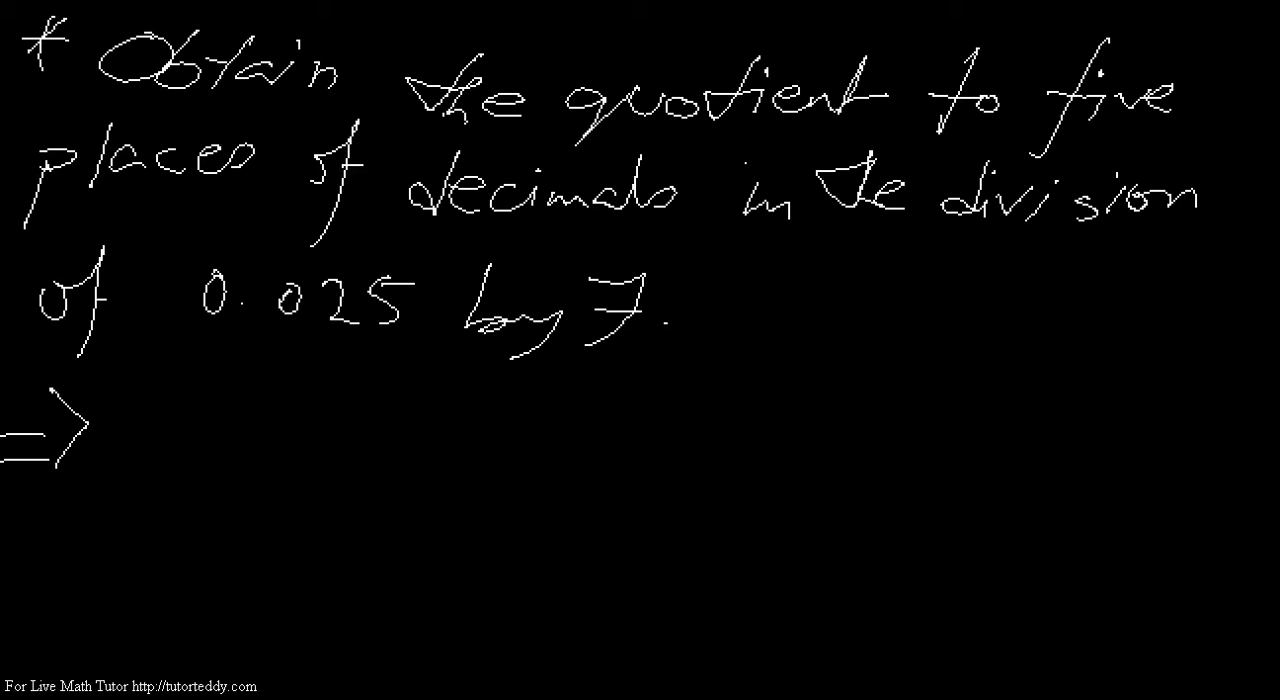 * Obtain the quotient to five
places of decimals in the division
of 0.025 by 7.
=>
For Live Math Tutor http://tutorteddy.com